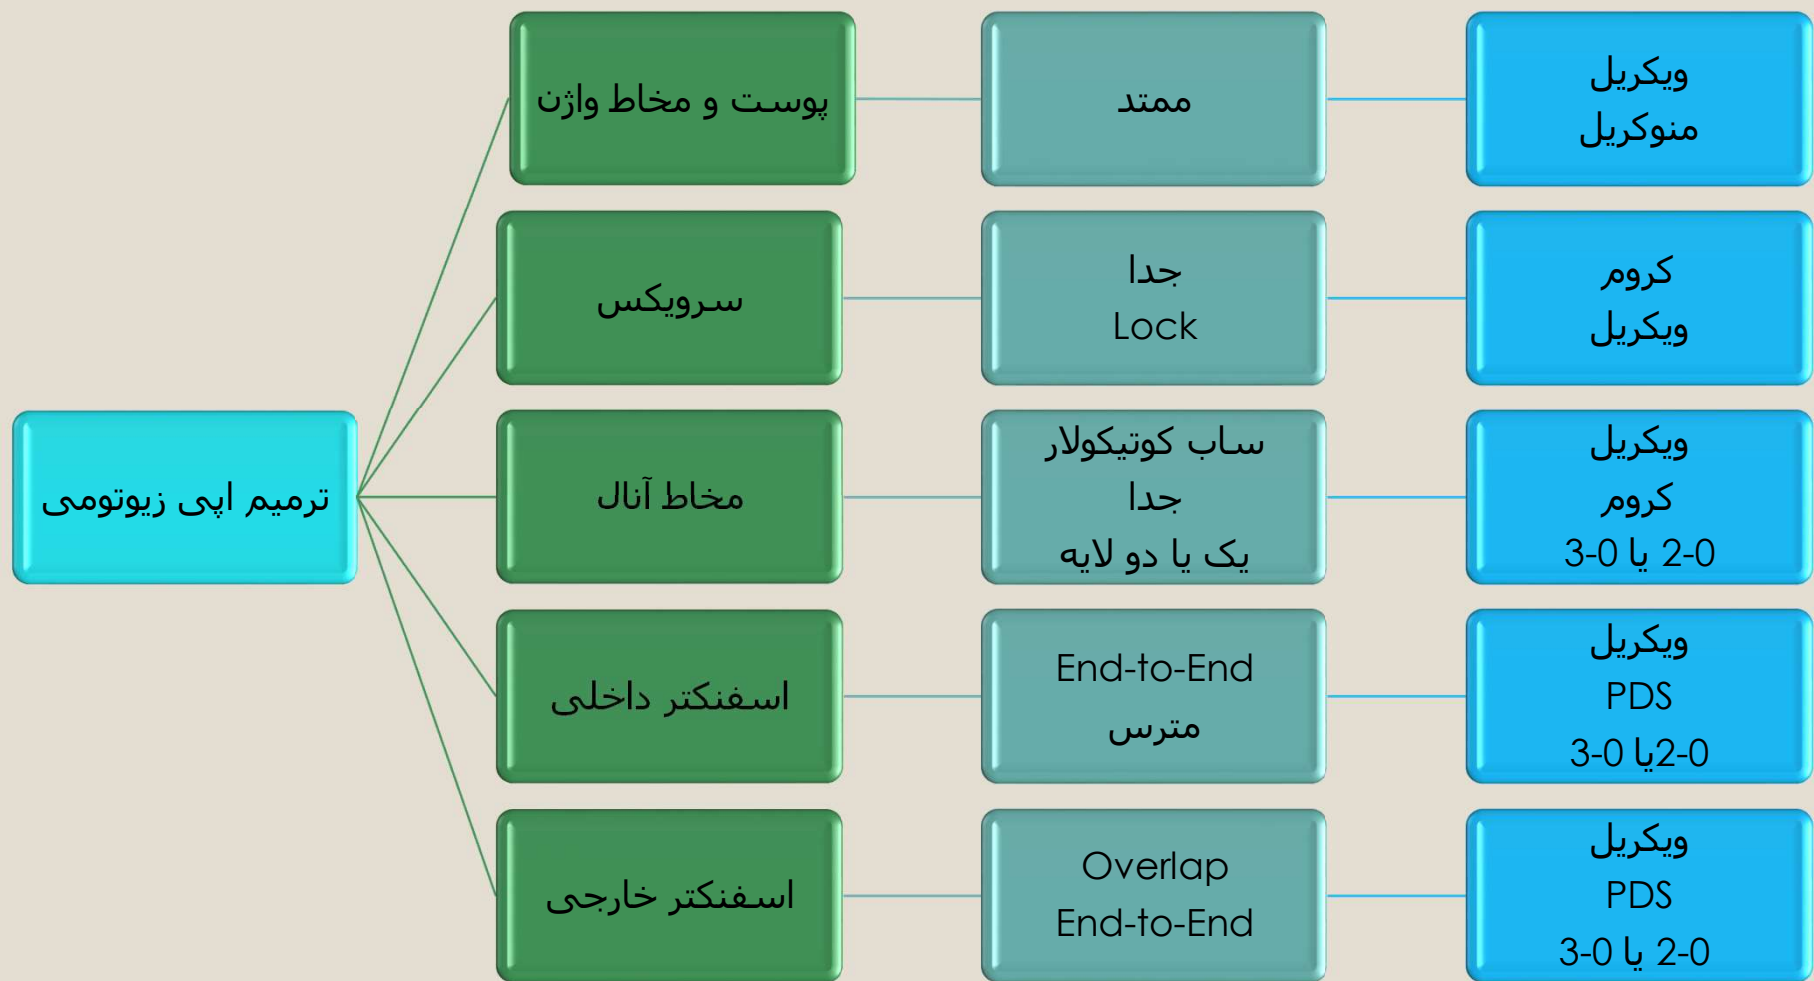 ترمیم اپی زیوتومی
پوست و مخاط واژن
ممتد
ویکریل
منوکریل
سرویکس
جدا
Lock
کروم
ویکریل
مخاط آنال
ساب کوتیکولار
جدا
یک یا دو لایه
ویکریل
کروم
2-0 یا 3-0
اسفنکتر داخلی
End-to-End
مترس
ویکریل
PDS
2-0یا 3-0
اسفنکتر خارجی
Overlap
End-to-End
ویکریل
PDS
2-0 یا 3-0